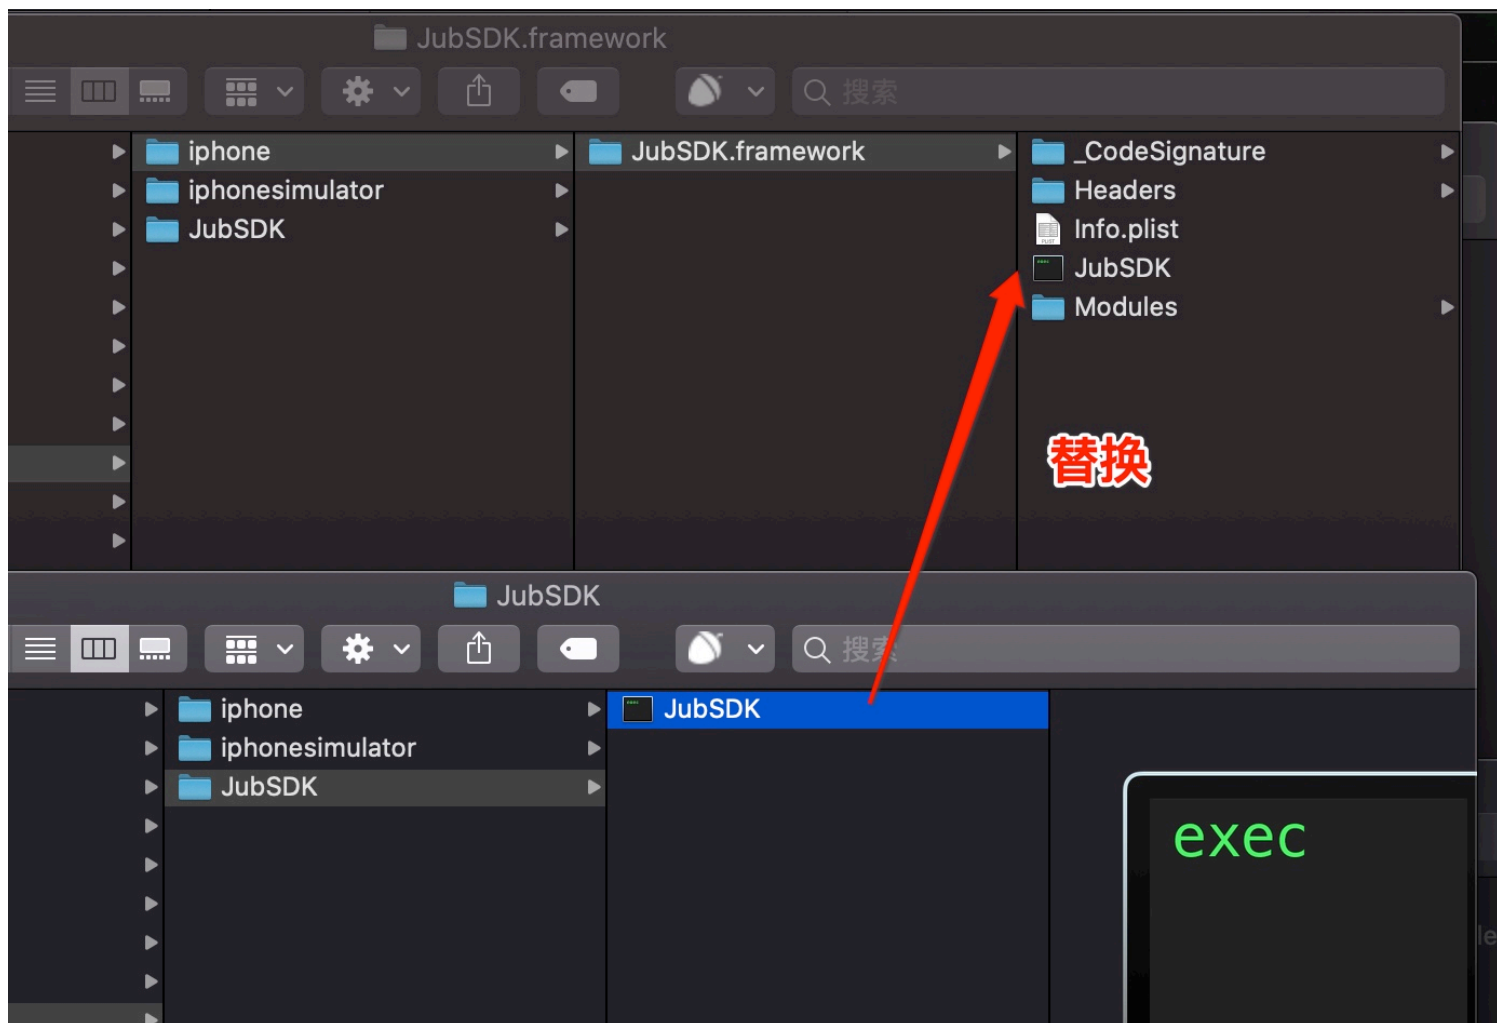 JubSDK.framework
搜索
iphone
JubSDK.framework
_CodeSignature
iphonesimulator
Headers
JubSDK
Info.plist
JubSDK
Modules
替换
JubSDK
搜索
iphone
JubSDK
iphonesimulator
JubSDK
exec
le